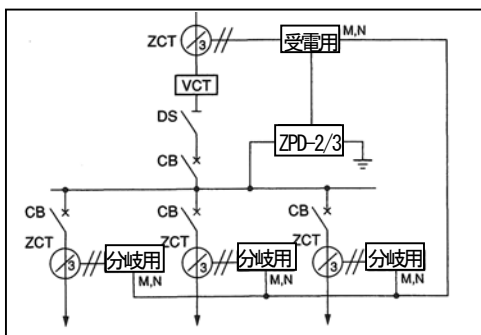 ZCT 3 受電用 M,N
VCT
DS
ZPD-2/3
CB
CB CB CB
ZCT ZCT ZCT
3 分岐用 3 分岐用 3 分岐用
M,N M,N M,N